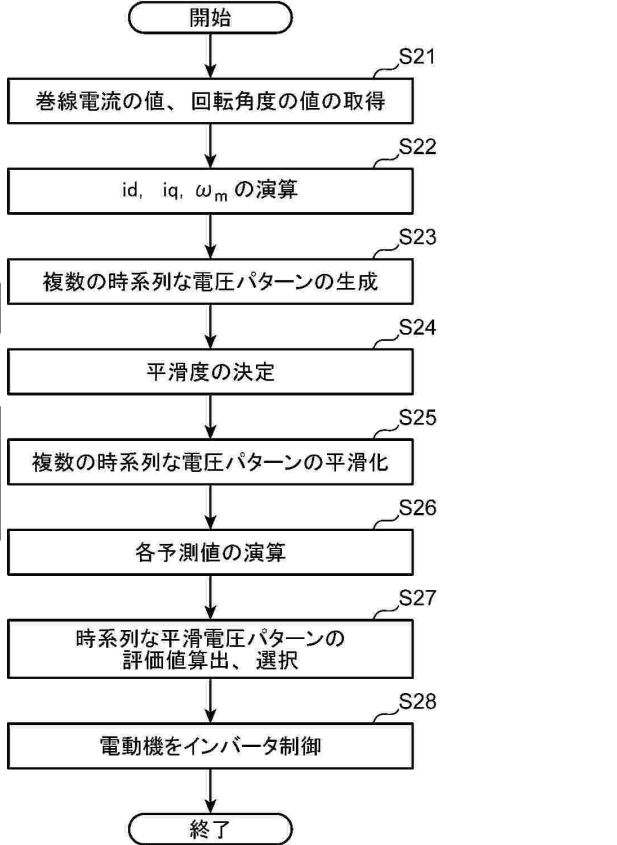 開始
S21
巻線電流の値、回転角度の値の取得
S22
id, iq, ωmの演算
S23
複数の時系列な電圧パターンの生成
S24
平滑度の決定
S25
複数の時系列な電圧パターンの平滑化
S26
各予測値の演算
S27
時系列な平滑電圧パターンの
評価値算出、選択
S28
電動機をインバータ制御
終了